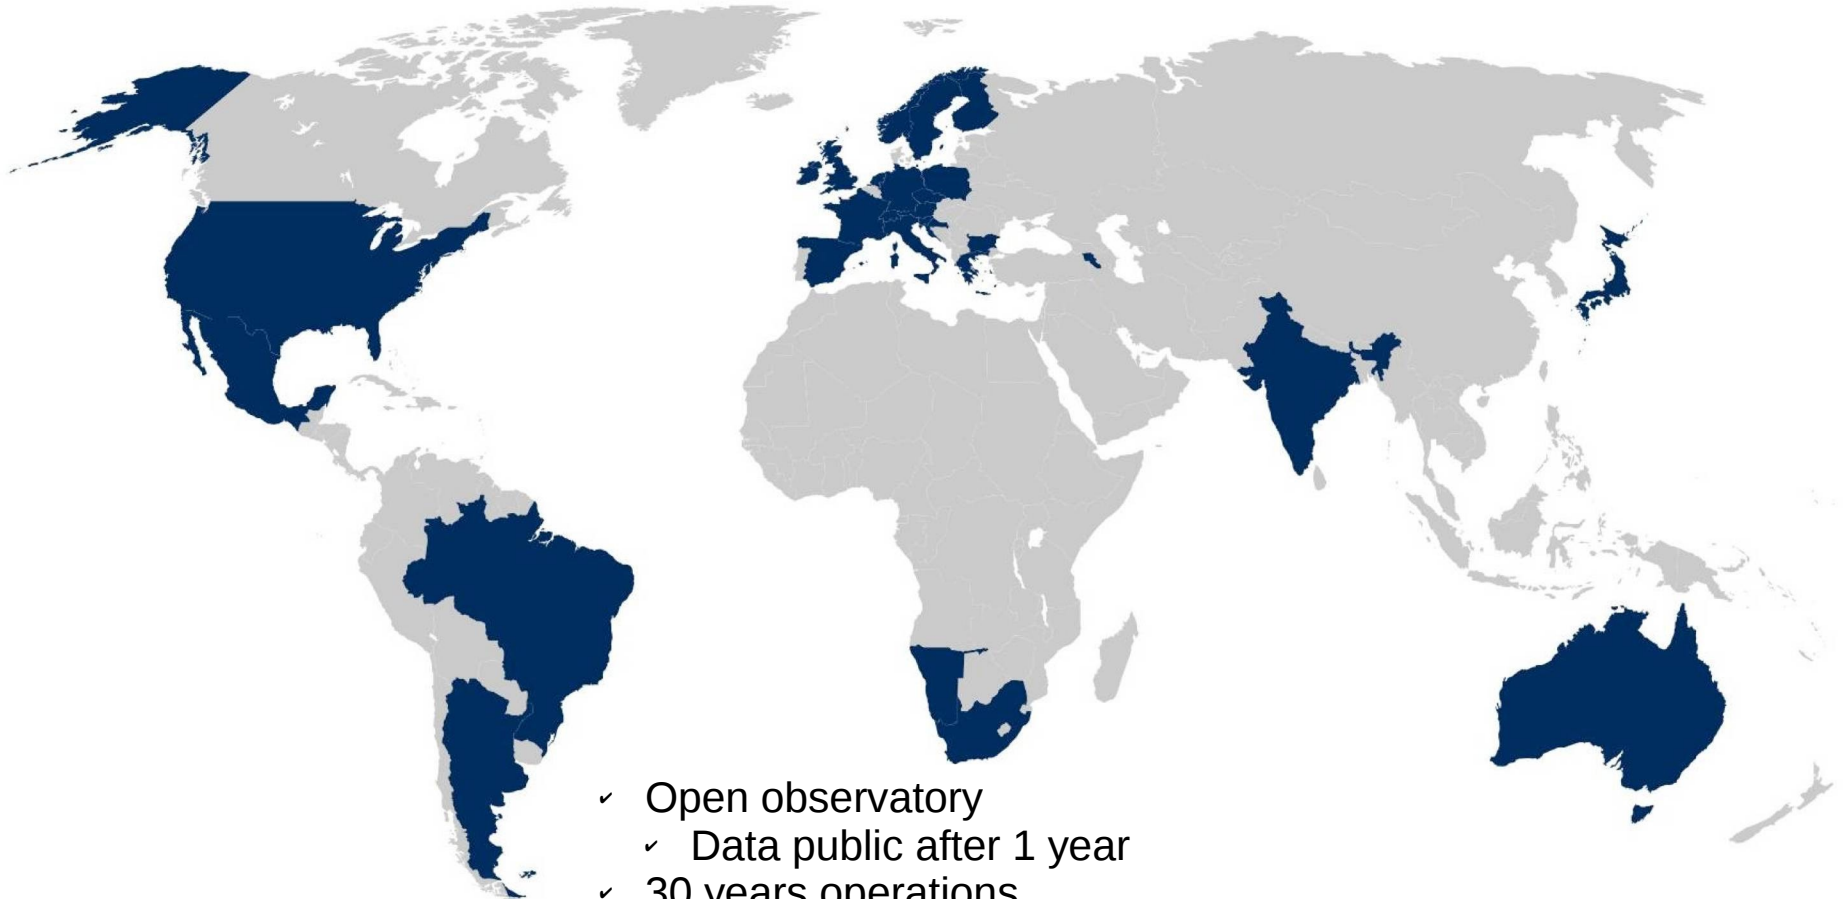 ✔ Open observatory
✔ Data public after 1 year
✔ 30 years operations